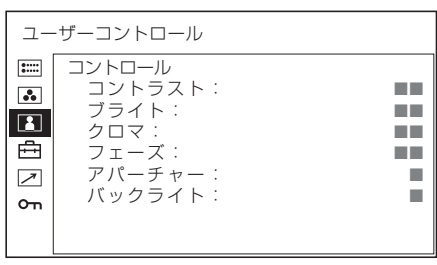 ユーザーコントロール
コントロール
コントラスト： ■■
ブライト： ■■
クロマ： ■■
フェーズ： ■■
アパーチャー： ■
バックライト： ■